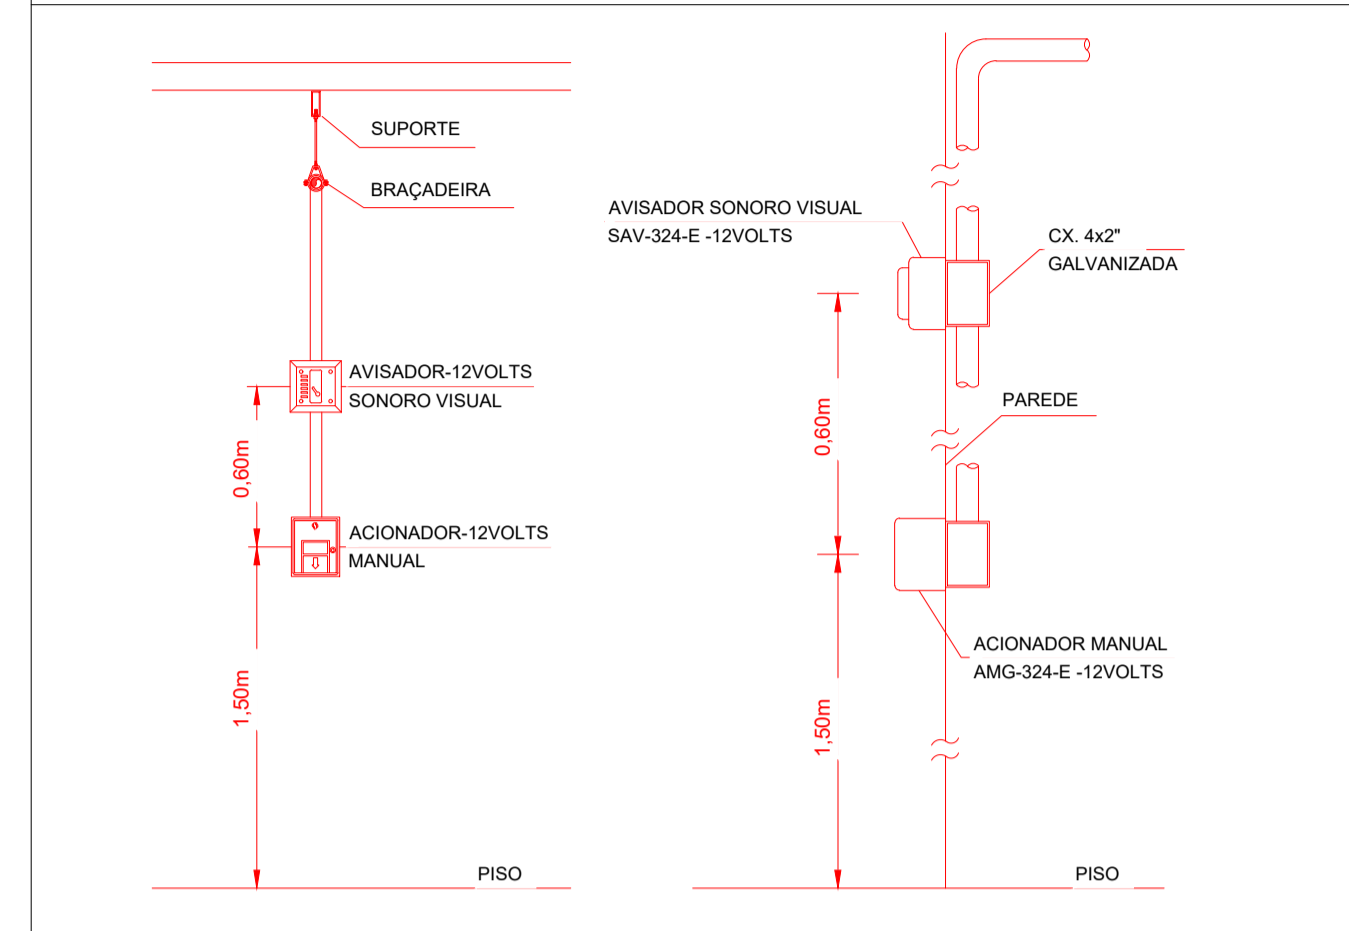 SUPORTE
BRAÇADEIRA
AVISADOR-12VOLTS
SONORO VISUAL
0,60m
ACIONADOR-12VOLTS
MANUAL
1,50m
PISO
AVISADOR SONORO VISUAL
SAV-324-E -12VOLTS
CX. 4x2"
GALVANIZADA
PAREDE
0,60m
ACIONADOR MANUAL
AMG-324-E -12VOLTS
1,50m
PISO